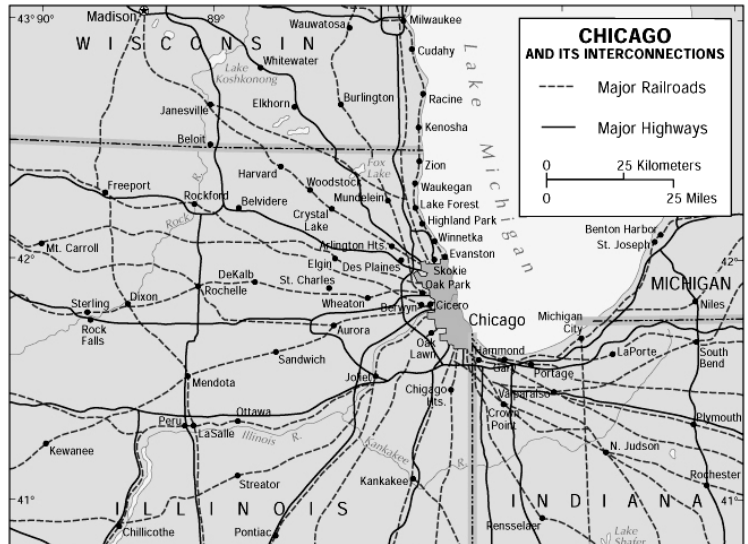 43° 90°
89°
Madison
Wauwatosa
Milwaukee
CHICAGO
AND ITS INTERCONNECTIONS
Major Railroads
Major Highways
0 25 Kilometers
0 25 Miles
WISCONSIN
Cudahy
Lake
Koshkonong
Whitewater
Lake Michigan
Janesville
Elkhorn
Burlington
Racine
Beloit
Kenosha
Harvard
Fox
Lake
Zion
Freeport
Rockford
Belvidere
Woodstock
Mundelein
Waukegan
Crystal
Lake
Lake Forest
Highland Park
Rock R.
Benton Harbor
St. Joseph
Mt. Carroll
42°
Arlington Hts.
Winnetka
Evanston
42°
Elgin
Des Plaines
Skokie
MICHIGAN
DeKalb
St. Charles
Oak Park
Sterling
Dixon
Rochelle
Wheaton
Berwyn
Cicero
Niles
Rock
Falls
Aurora
Chicago
Michigan
City
Oak
Lawn
Sandwich
Hammond
Gary
LaPorte
South
Bend
Mendota
Joliet
Chigago
Hts.
Portage
Valparaiso
Peru
LaSalle
Ottawa
Illinois R.
Crown
Point
Plymouth
Kewanee
Kankakee R.
N. Judson
Streator
Kankakee
Rochester
41°
ILLINOIS
INDIANA
41°
Chillicothe
Pontiac
Rensselaer
Lake
Shafer